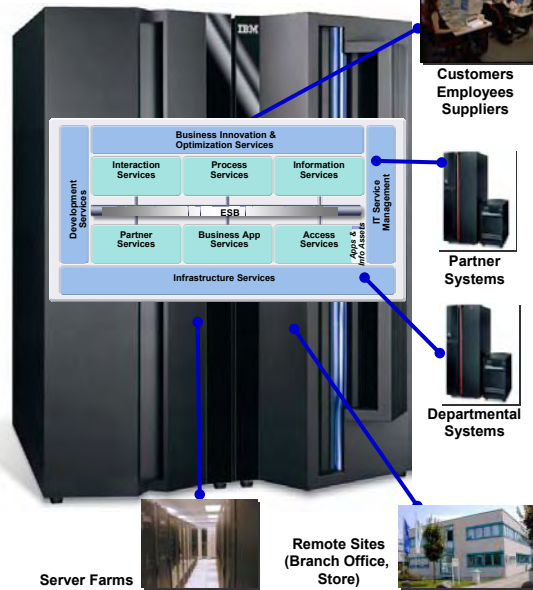 IBM
Customers
Employees
Suppliers
Business Innovation &
Optimization Services
Development
Services
Interaction
Services
Process
Services
Information
Services
IT Service
Management
ESB
Partner
Services
Business App
Services
Access
Services
Apps &
Info Assets
Infrastructure Services
Partner
Systems
Departmental
Systems
Server Farms
Remote Sites
(Branch Office,
Store)